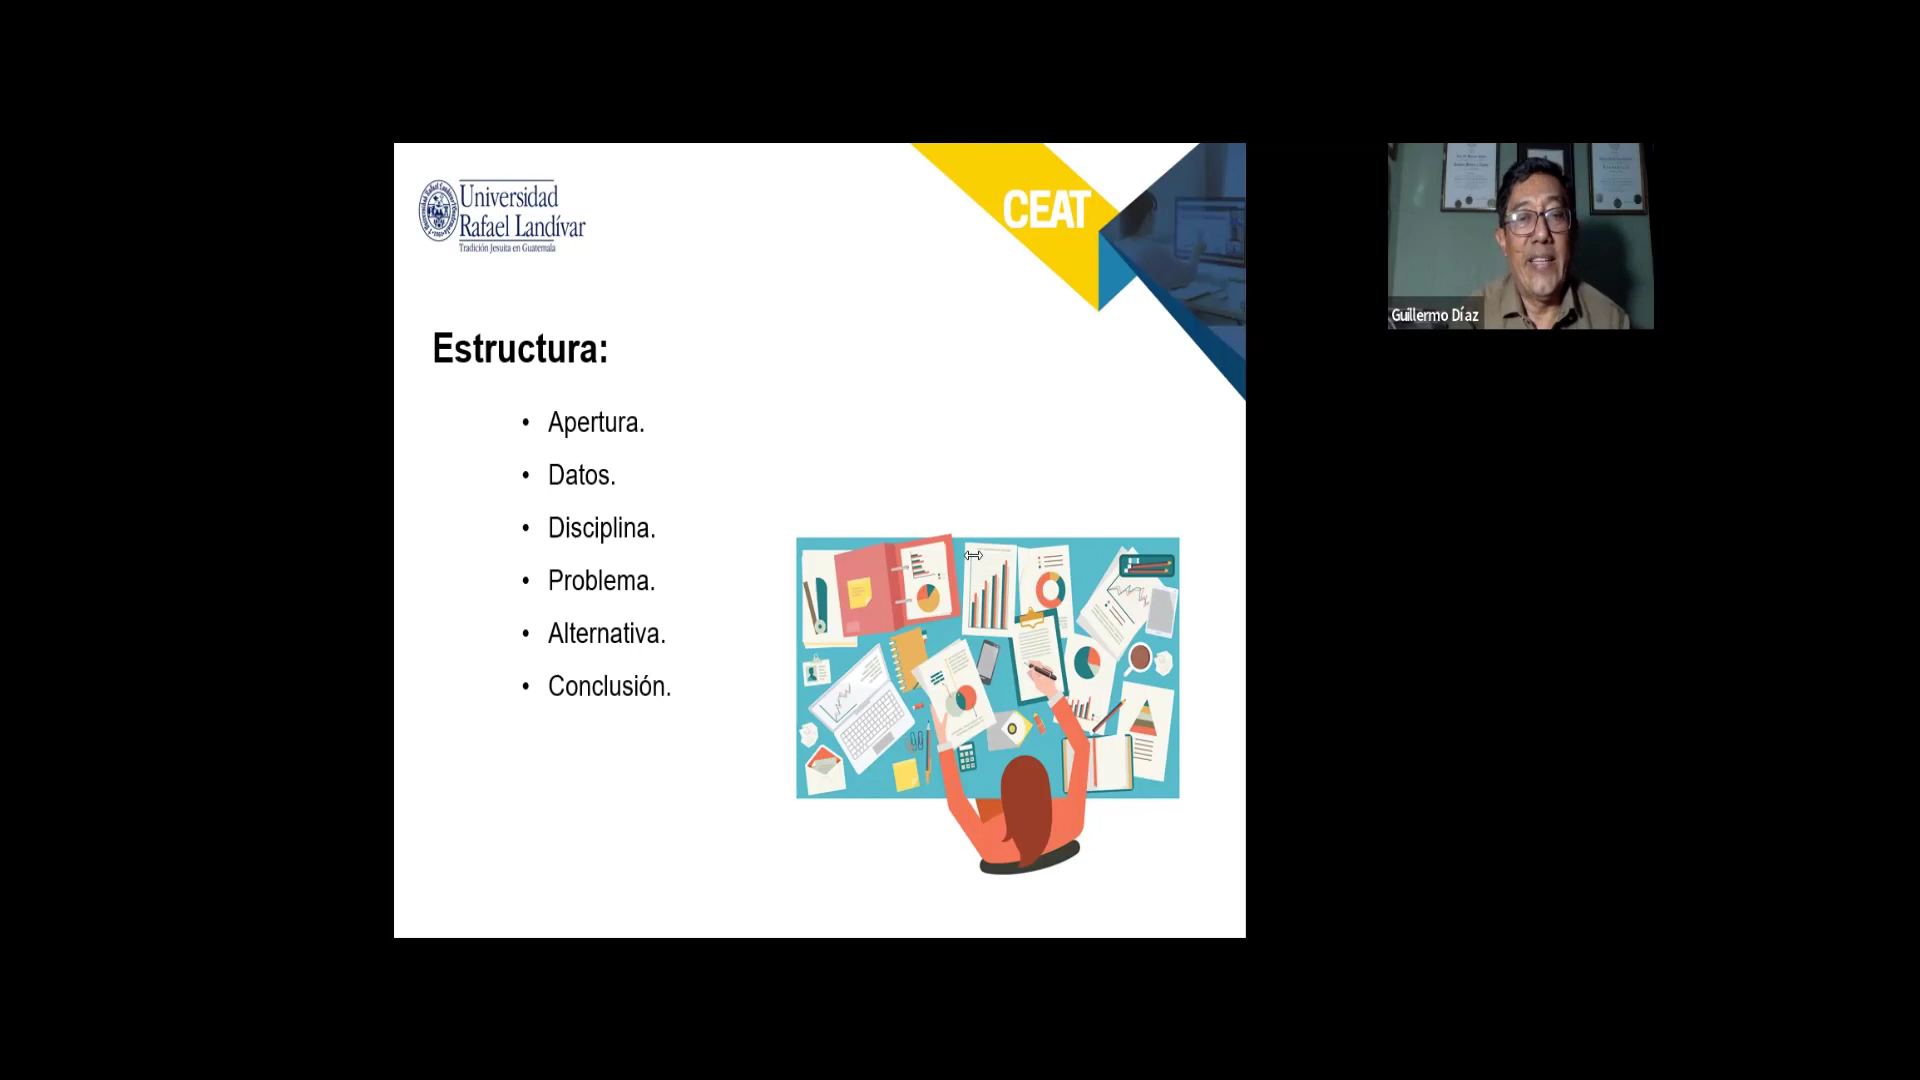 Universidad
Rafael Landívar
Tradición Jesuita en Guatemala
CEAT
Estructura:
• Apertura.
• Datos.
• Disciplina.
• Problema.
• Alternativa.
• Conclusión.
Guillermo Díaz